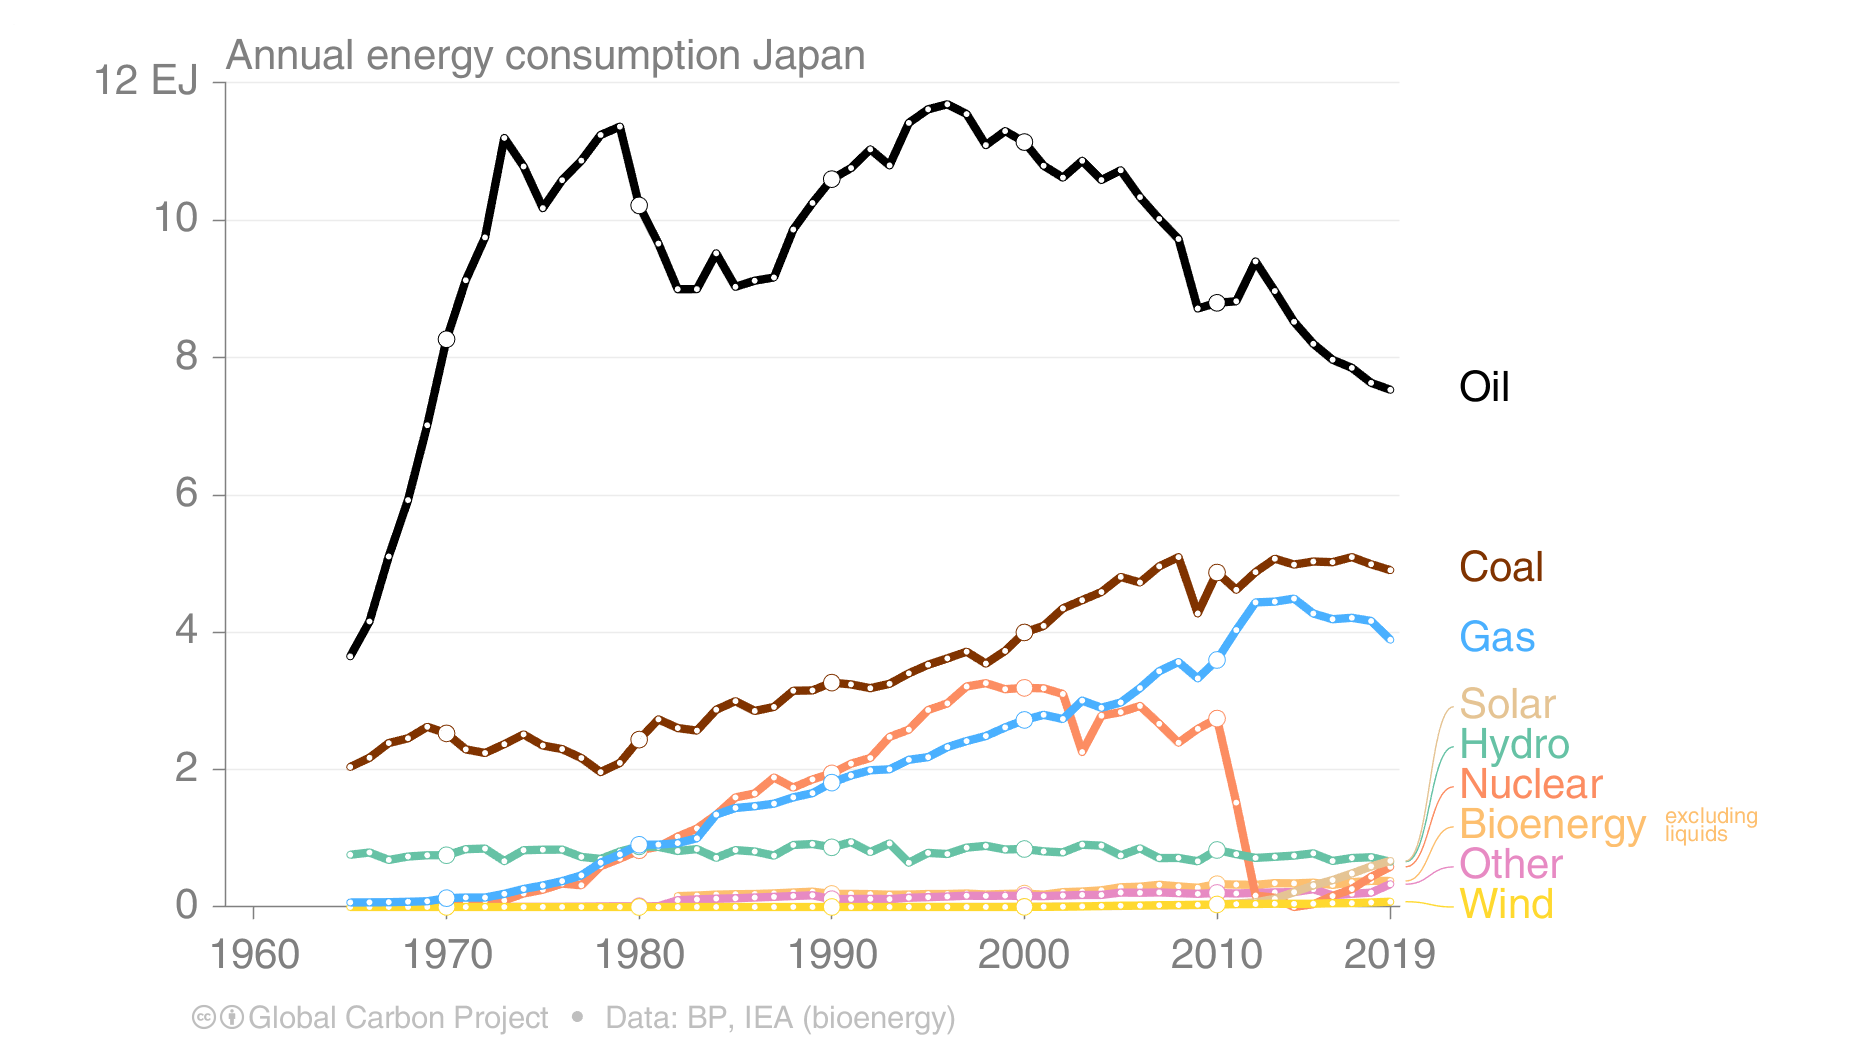 Annual energy consumption Japan
12 EJ
10
8
6
4
2
0
1960 1970 1980 1990 2000 2010 2019
Oil
Coal
Gas
Solar
Hydro
Nuclear
Bioenergy excluding
liquids
Other
Wind
cc Global Carbon Project • Data: BP, IEA (bioenergy)